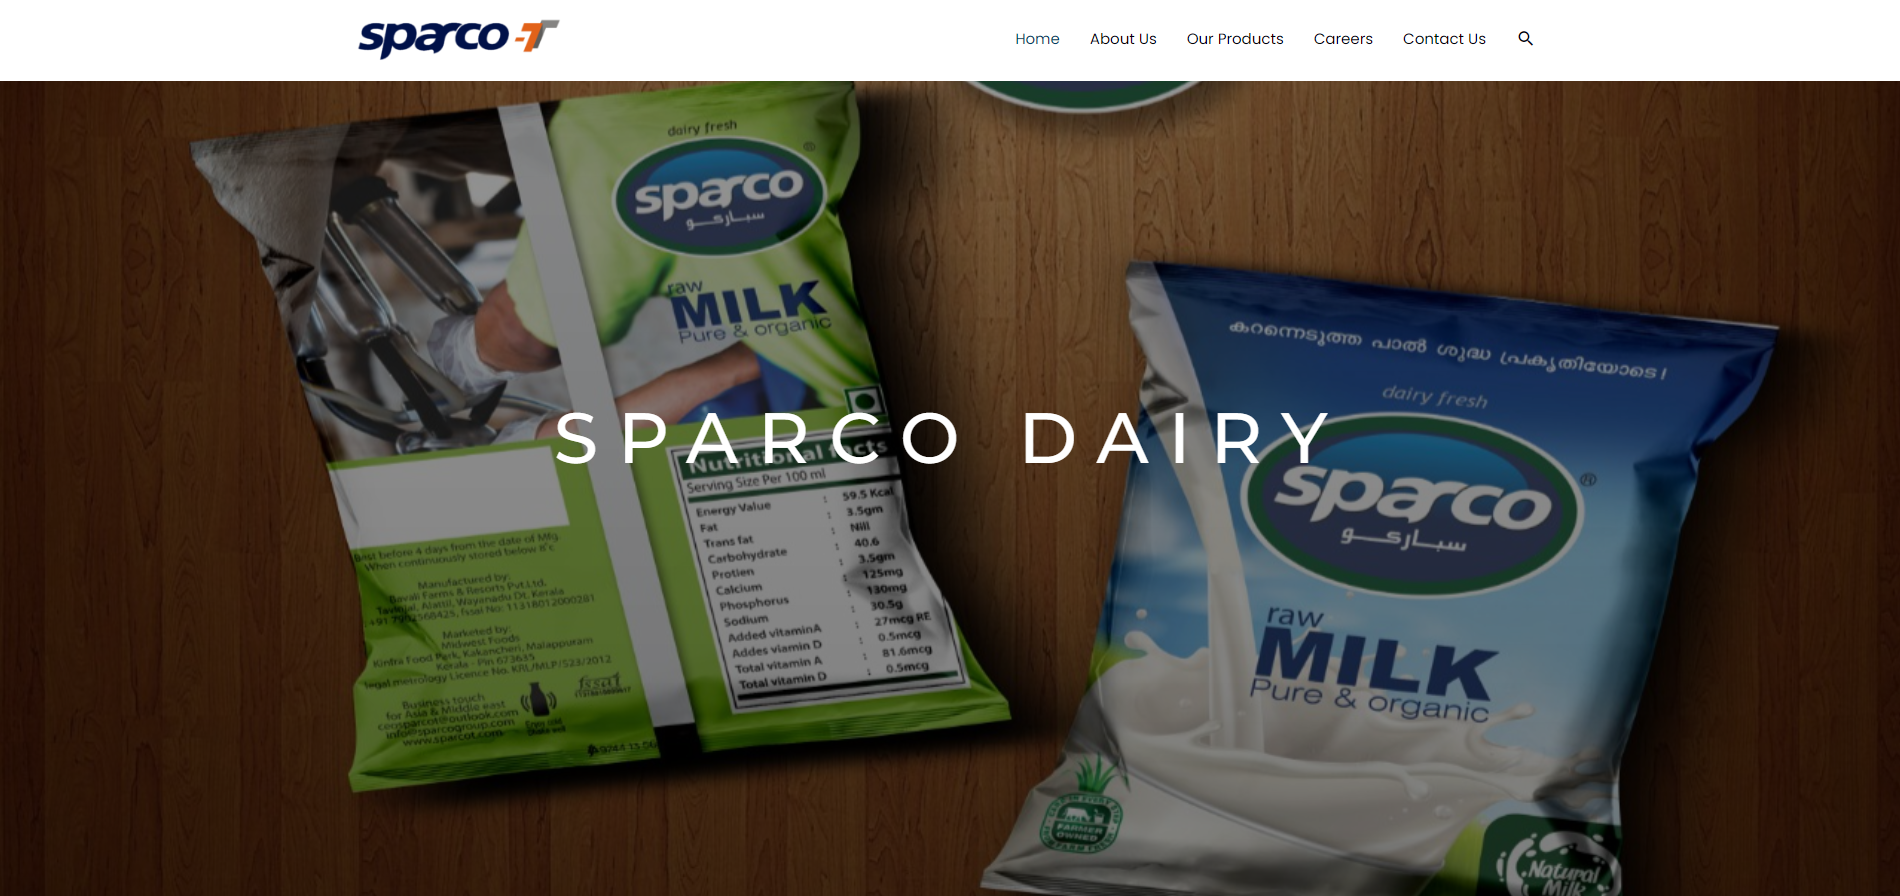 sparco -T
Home
About Us
Our Products
Careers
Contact Us
dairy fresh
sparco ®
سباركو
raw
MILK
Pure & organic
SPARCO DAIRY
Nutritional facts
Serving Size Per 100 ml
Energy Value : 59.5 Kcal
Fat : 3.5gm
Trans fat : Nill
Carbohydrate : 40.6
Protien : 3.5gm
Calcium : 125mg
Phosphorus : 130mg
Sodium : 30.5g
Added vitaminA : 27mcg RE
Addes viamin D : 0.5mcg
Total vitamin A : 81.6mcg
Total vitamin D : 0.5mcg
Best before 4 days from the date of Mfg.
When continuously stored below 8°c
Manufactured by:
Bavali Farms & Resorts Pvt.Ltd.
Alattil, Wayanadu Dt. Kerala
Fssai No: 11318012000281
Marketed by:
Midwest Foods
Kinfra Food Park, Kakancheri, Malappuram
Kerala - Pin 673635
legal metrology Licence No. KRL/MLP/523/2012
fssai
Business touch
for Asia & Middle east
ceosparcot@outlook.com
info@sparcogroup.com
www.sparcot.com
കറന്നെടുത്ത പാൽ ശുദ്ധ പ്രകൃതിയോടെ!
dairy fresh
sparco ®
سباركو
raw
MILK
Pure & organic
FARMER
OWNED
Natural
Milk